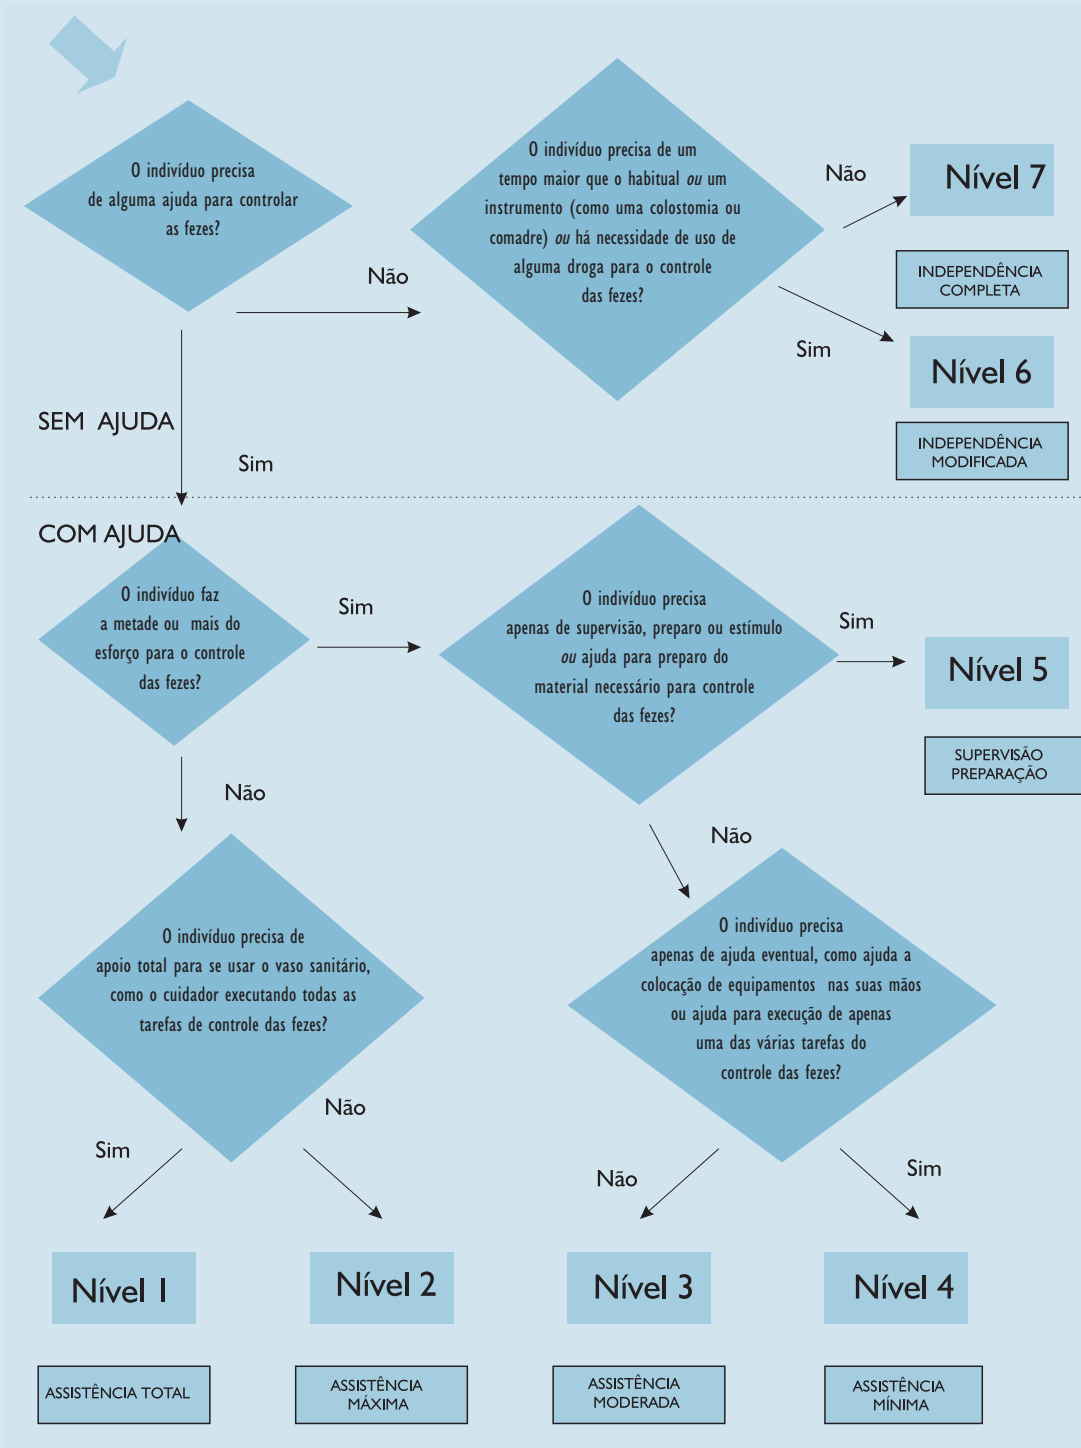 O indivíduo precisa
de alguma ajuda para controlar
as fezes?
Não
O indivíduo precisa de um
tempo maior que o habitual ou um
instrumento (como uma colostomia ou
comadre) ou há necessidade de uso de
alguma droga para o controle
das fezes?
Não
Nível 7
INDEPENDÊNCIA
COMPLETA
Sim
Nível 6
INDEPENDÊNCIA
MODIFICADA
SEM AJUDA
Sim
COM AJUDA
O indivíduo faz
a metade ou mais do
esforço para o controle
das fezes?
Sim
O indivíduo precisa
apenas de supervisão, preparo ou estímulo
ou ajuda para preparo do
material necessário para controle
das fezes?
Sim
Nível 5
SUPERVISÃO
PREPARAÇÃO
Não
Não
O indivíduo precisa de
apoio total para se usar o vaso sanitário,
como o cuidador executando todas as
tarefas de controle das fezes?
O indivíduo precisa
apenas de ajuda eventual, como ajuda a
colocação de equipamentos nas suas mãos
ou ajuda para execução de apenas
uma das várias tarefas do
controle das fezes?
Sim
Não
Não
Sim
Nível 1
Nível 2
Nível 3
Nível 4
ASSISTÊNCIA TOTAL
ASSISTÊNCIA
MÁXIMA
ASSISTÊNCIA
MODERADA
ASSISTÊNCIA
MÍNIMA